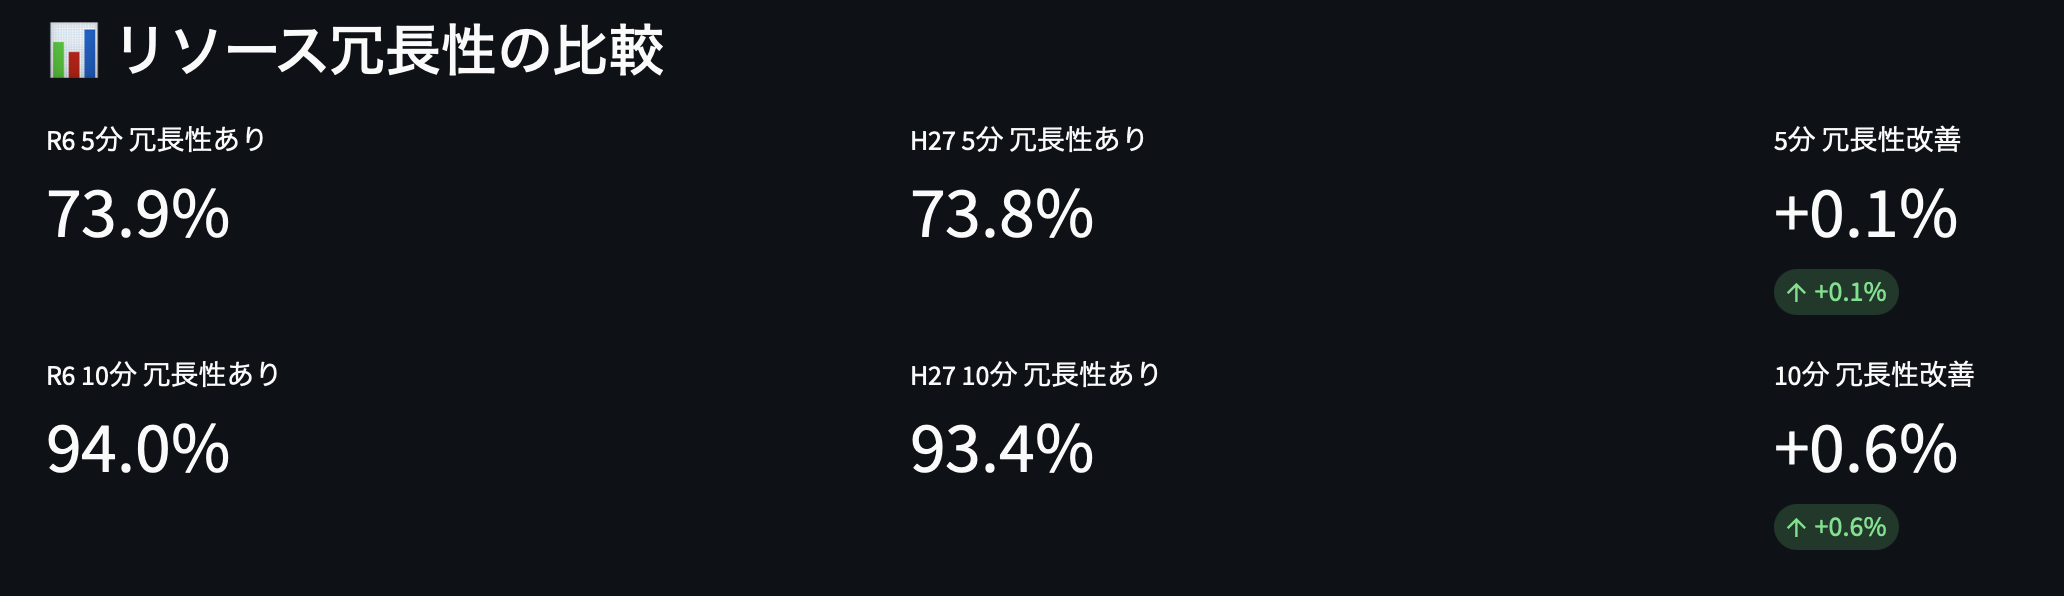 📊 リソース冗長性の比較
R6 5分 冗長性あり
73.9%
H27 5分 冗長性あり
73.8%
5分 冗長性改善
+0.1%
↑ +0.1%
R6 10分 冗長性あり
94.0%
H27 10分 冗長性あり
93.4%
10分 冗長性改善
+0.6%
↑ +0.6%